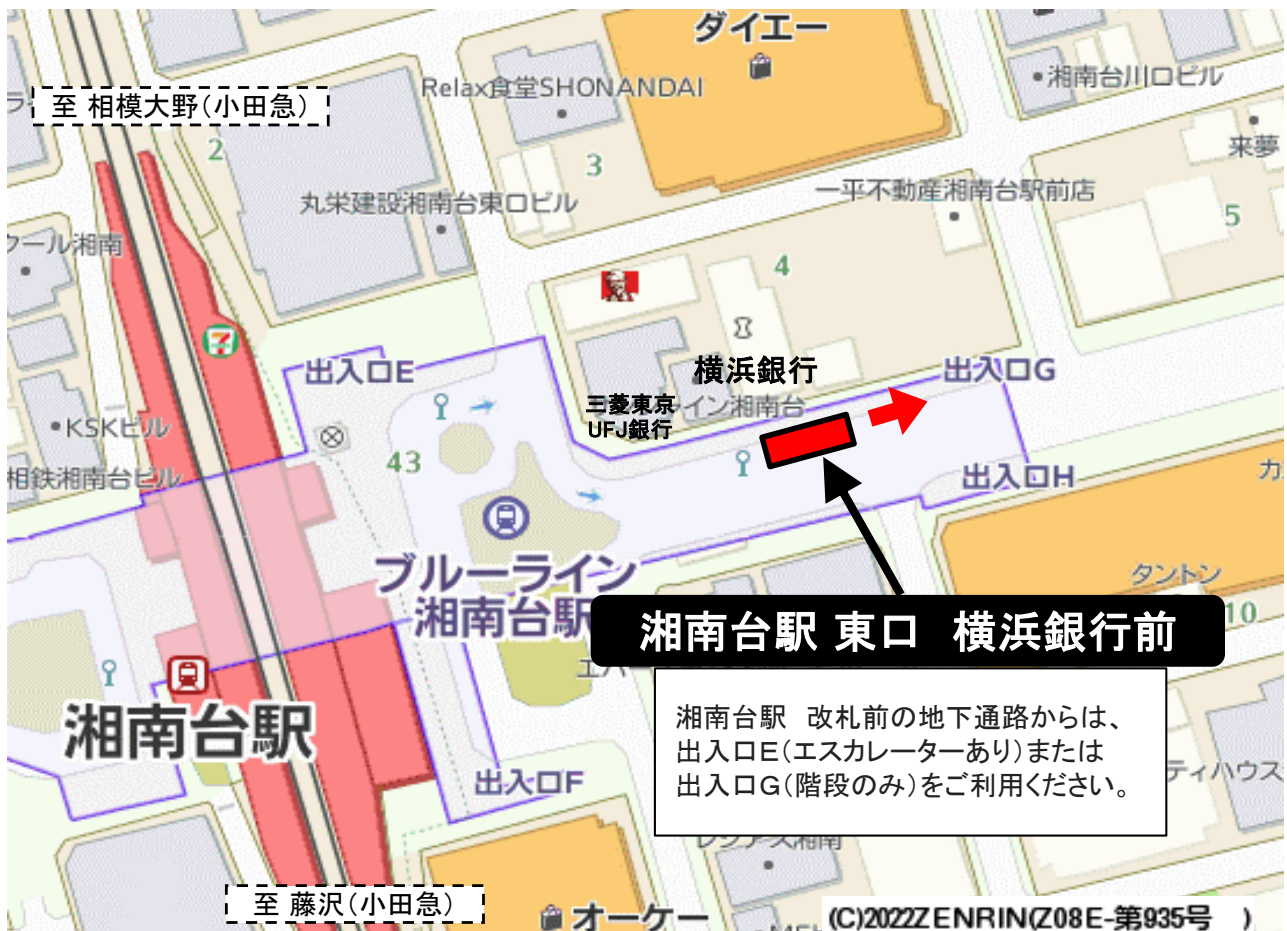 ダイエー
Relax食堂SHONANDAI
湘南台川口ビル
至 相模大野(小田急)
2
3
来夢
丸栄建設湘南台東口ビル
一平不動産湘南台駅前店
5
クール湘南
4
出入口E
横浜銀行
出入口G
三菱東京
UFJ銀行
イン湘南台
KSKビル
43
相鉄湘南台ビル
出入口H
カ
ブルーライン
湘南台駅
タントン
10
湘南台駅 東口 横浜銀行前
エバ
湘南台駅
湘南台駅 改札前の地下通路からは、
出入口E(エスカレーターあり)または
出入口G(階段のみ)をご利用ください。
出入口F
ティハウス
レジデンス湘南
至 藤沢(小田急)
オーケー
(C)2022ZENRIN(Z08E-第935号 )